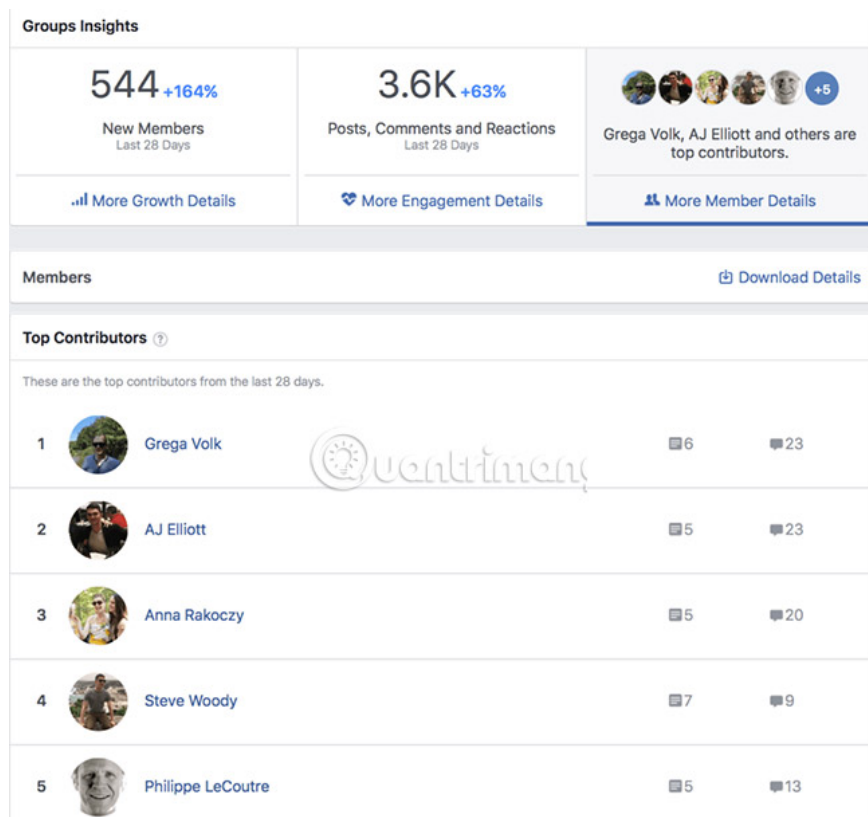 Groups Insights
544 +164%
New Members
Last 28 Days
More Growth Details
3.6K +63%
Posts, Comments and Reactions
Last 28 Days
More Engagement Details
+5
Grega Volk, AJ Elliott and others are
top contributors.
More Member Details
Members
Download Details
Top Contributors ?
These are the top contributors from the last 28 days.
1 Grega Volk 6 23
Quantrimang
2 AJ Elliott 5 23
3 Anna Rakoczy 5 20
4 Steve Woody 7 9
5 Philippe LeCoutre 5 13